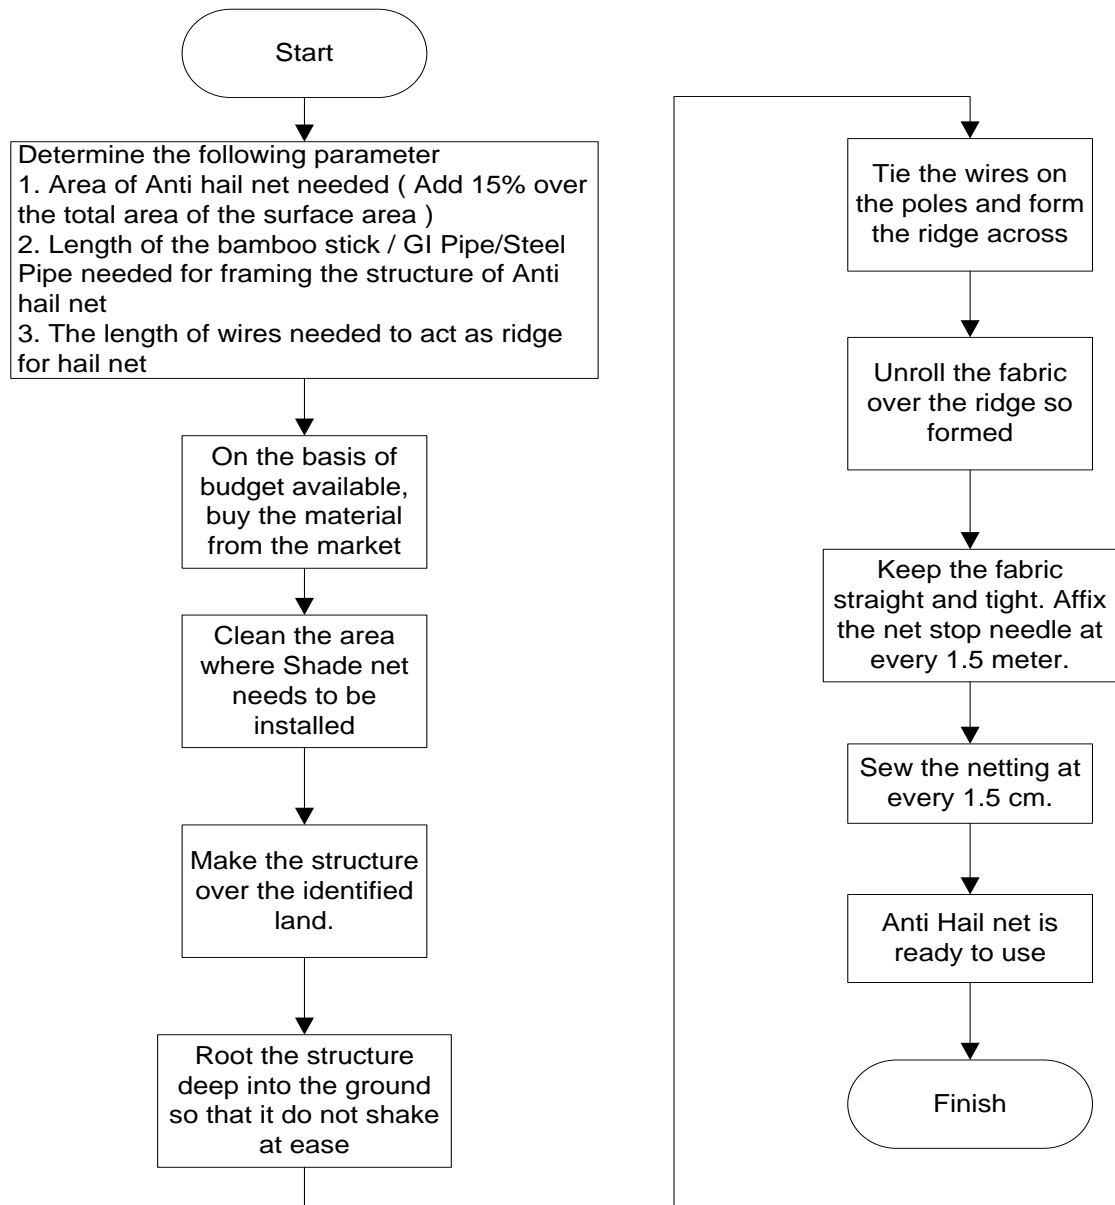 Start
Determine the following parameter
1. Area of Anti hail net needed ( Add 15% over
the total area of the surface area )
2. Length of the bamboo stick / GI Pipe/Steel
Pipe needed for framing the structure of Anti
hail net
3. The length of wires needed to act as ridge
for hail net
On the basis of
budget available,
buy the material
from the market
Clean the area
where Shade net
needs to be
installed
Make the structure
over the identified
land.
Root the structure
deep into the ground
so that it do not shake
at ease
Tie the wires on
the poles and form
the ridge across
Unroll the fabric
over the ridge so
formed
Keep the fabric
straight and tight. Affix
the net stop needle at
every 1.5 meter.
Sew the netting at
every 1.5 cm.
Anti Hail net is
ready to use
Finish